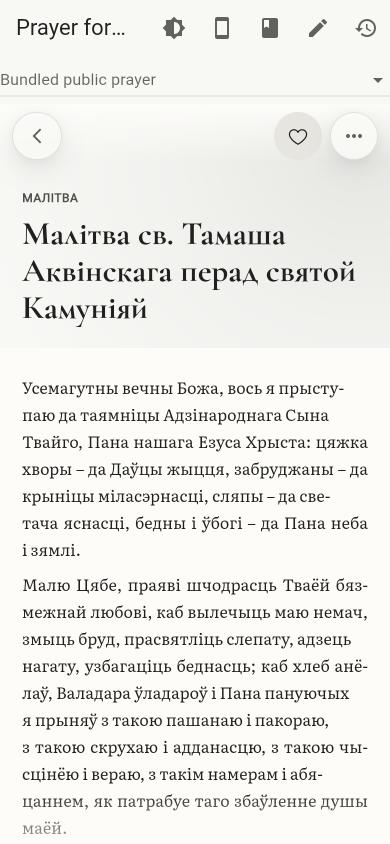 Prayer for...
Bundled public prayer
МАЛІТВА
Малітва св. Тамаша
Аквінскага перад святой
Камуніяй
Усемагутны вечны Божа, вось я прысту-
паю да таямніцы Адзінароднага Сына
Твайго, Пана нашага Езуса Хрыста: цяжка
хворы – да Даўцы жыцця, забруджаны – да
крыніцы міласэрнасці, сляпы – да све-
тача яснасці, бедны і ўбогі – да Пана неба
і зямлі.
Малю Цябе, праяві шчодрасць Тваёй бяз-
межнай любові, каб вылечыць маю немач,
змыць бруд, прасвятліць слепату, адзець
нагату, узбагаціць беднасць; каб хлеб анё-
лаў, Валадара ўладароў і Пана пануючых
я прыняў з такою пашанаю і пакораю,
з такою скрухаю і адданасцю, з такою чы-
сцінёю і вераю, з такім намерам і абя-
цаннем, як патрабуе таго збаўленне душы
маёй.